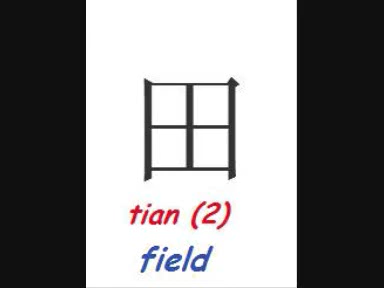 田
tian (2)
field